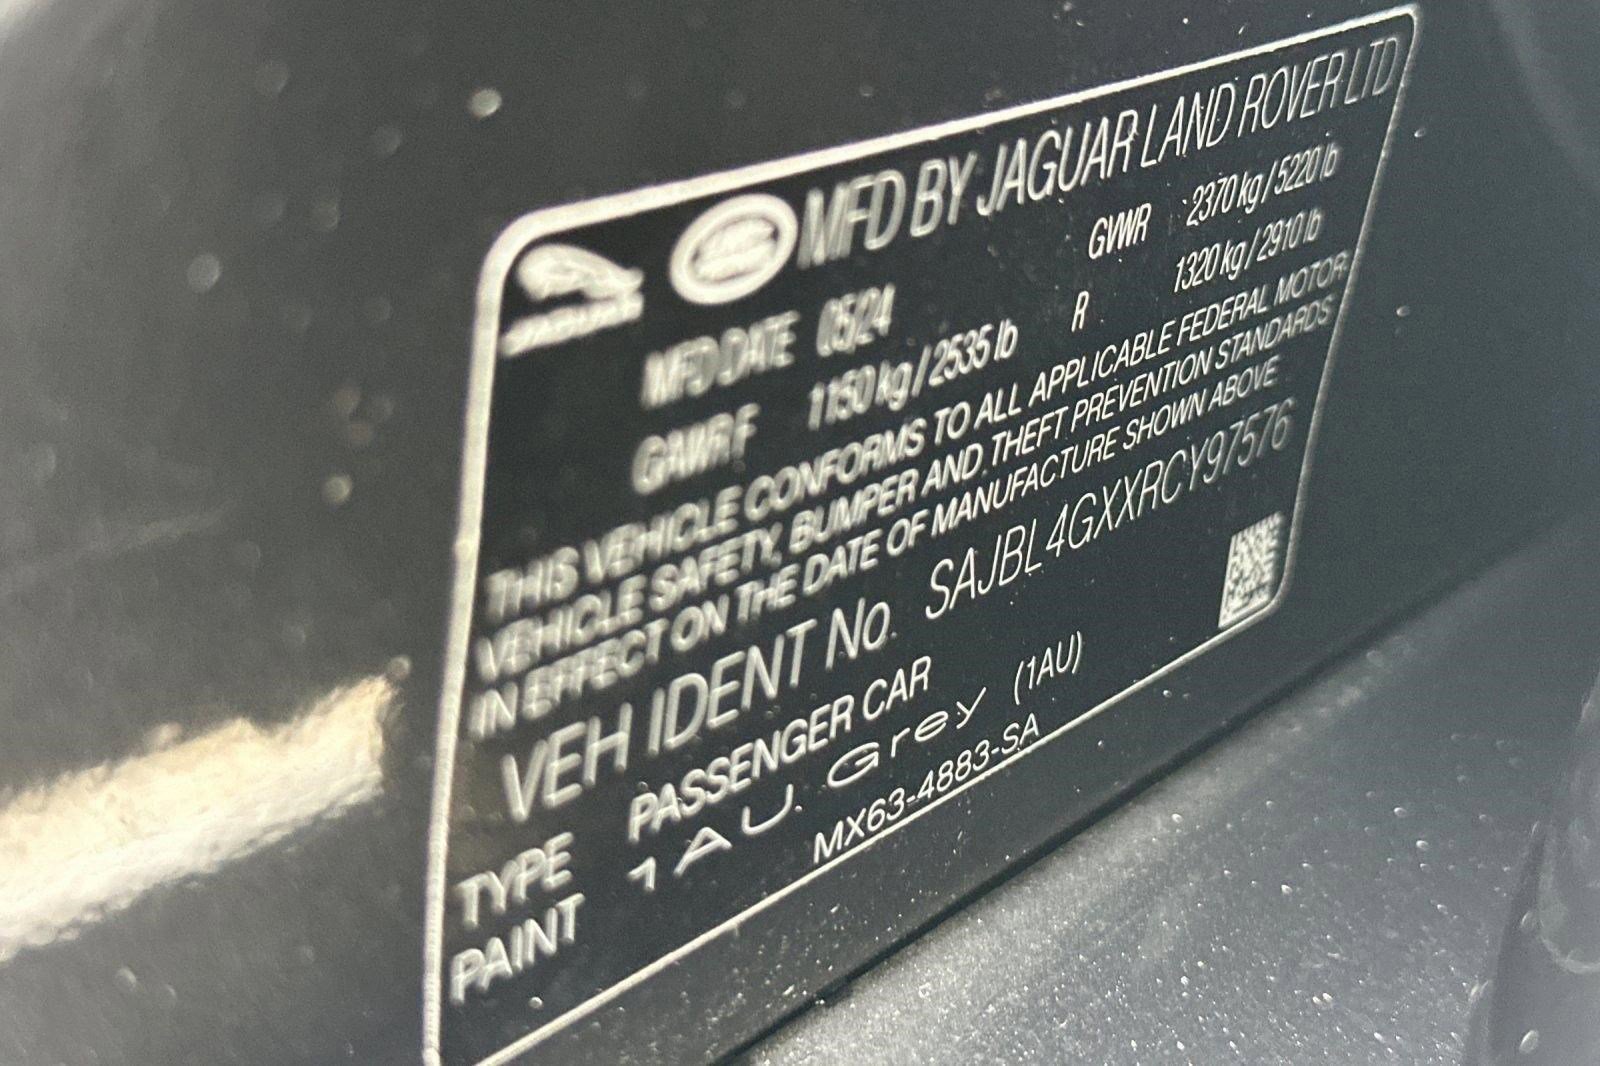 MFD BY JAGUAR LAND ROVER LTD
MFD DATE 05/24 GVWR 2370 kg / 5220 lb
GAWR F 1150 kg / 2535 lb R 1320 kg / 2910 lb
THIS VEHICLE CONFORMS TO ALL APPLICABLE FEDERAL MOTOR
VEHICLE SAFETY, BUMPER AND THEFT PREVENTION STANDARDS
IN EFFECT ON THE DATE OF MANUFACTURE SHOWN ABOVE
VEH IDENT No. SAJBL4GXXRCY97576
TYPE PASSENGER CAR
PAINT 1AU. Grey (1AU)
MX63-4883-SA